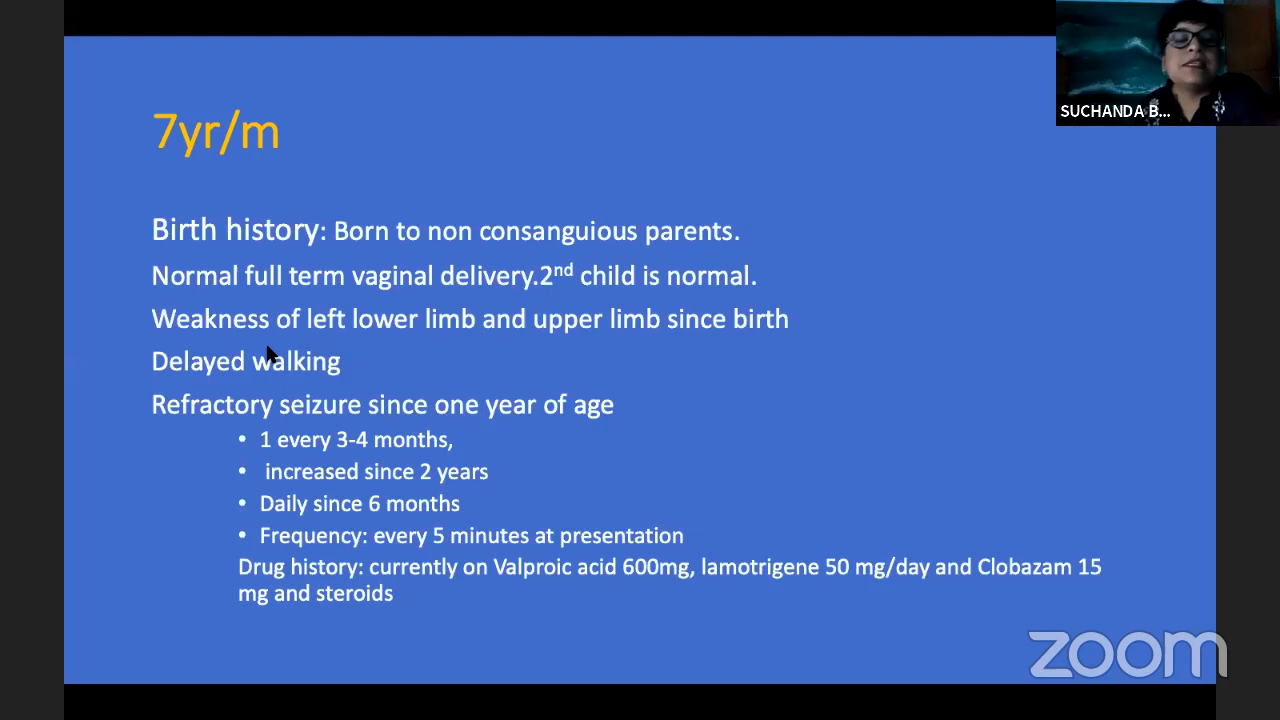 SUCHANDA B...
7yr/m
Birth history: Born to non consanguious parents.
Normal full term vaginal delivery.2nd child is normal.
Weakness of left lower limb and upper limb since birth
Delayed walking
Refractory seizure since one year of age
• 1 every 3-4 months,
• increased since 2 years
• Daily since 6 months
• Frequency: every 5 minutes at presentation
Drug history: currently on Valproic acid 600mg, lamotrigene 50 mg/day and Clobazam 15
mg and steroids
zoom